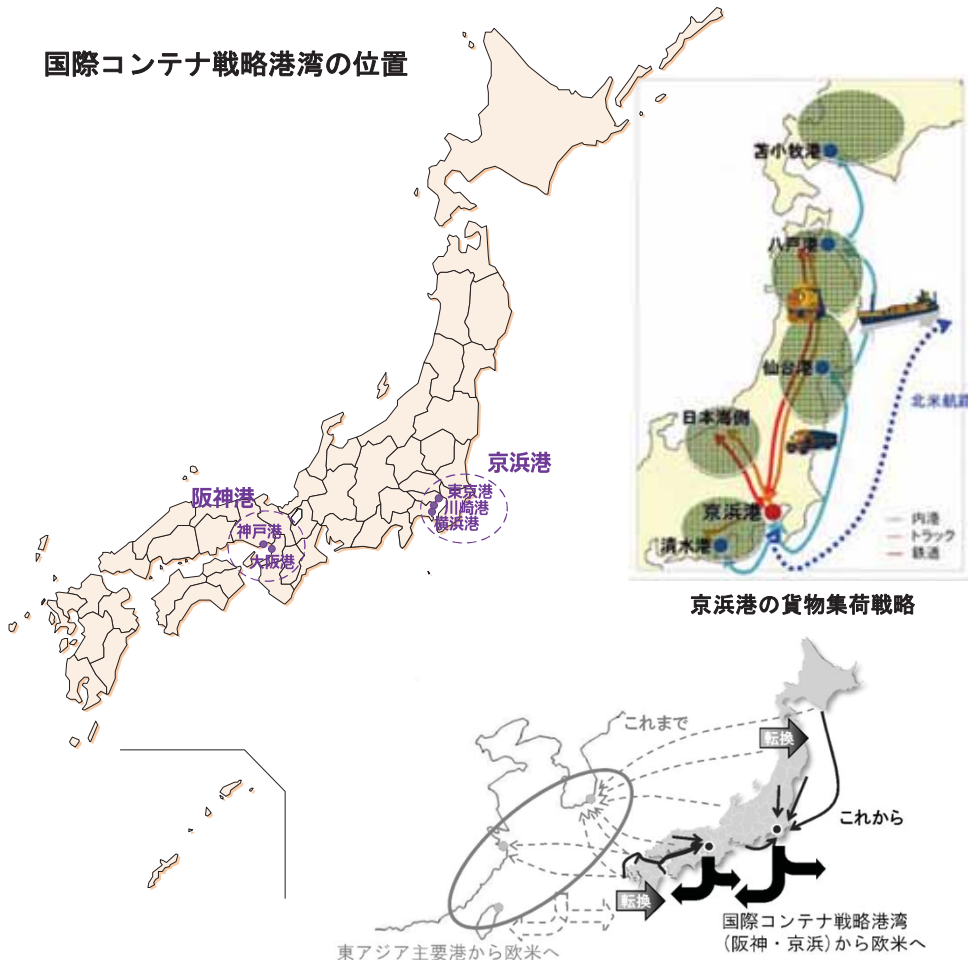 国際コンテナ戦略港湾の位置
苫小牧港
八戸港
仙台港
北米航路
日本海側
京浜港
清水港
内港
トラック
鉄道
京浜港の貨物集荷戦略
京浜港
東京港
川崎港
横浜港
阪神港
神戸港
大阪港
これまで
転換
これから
転換
国際コンテナ戦略港湾
(阪神・京浜)から欧米へ
東アジア主要港から欧米へ